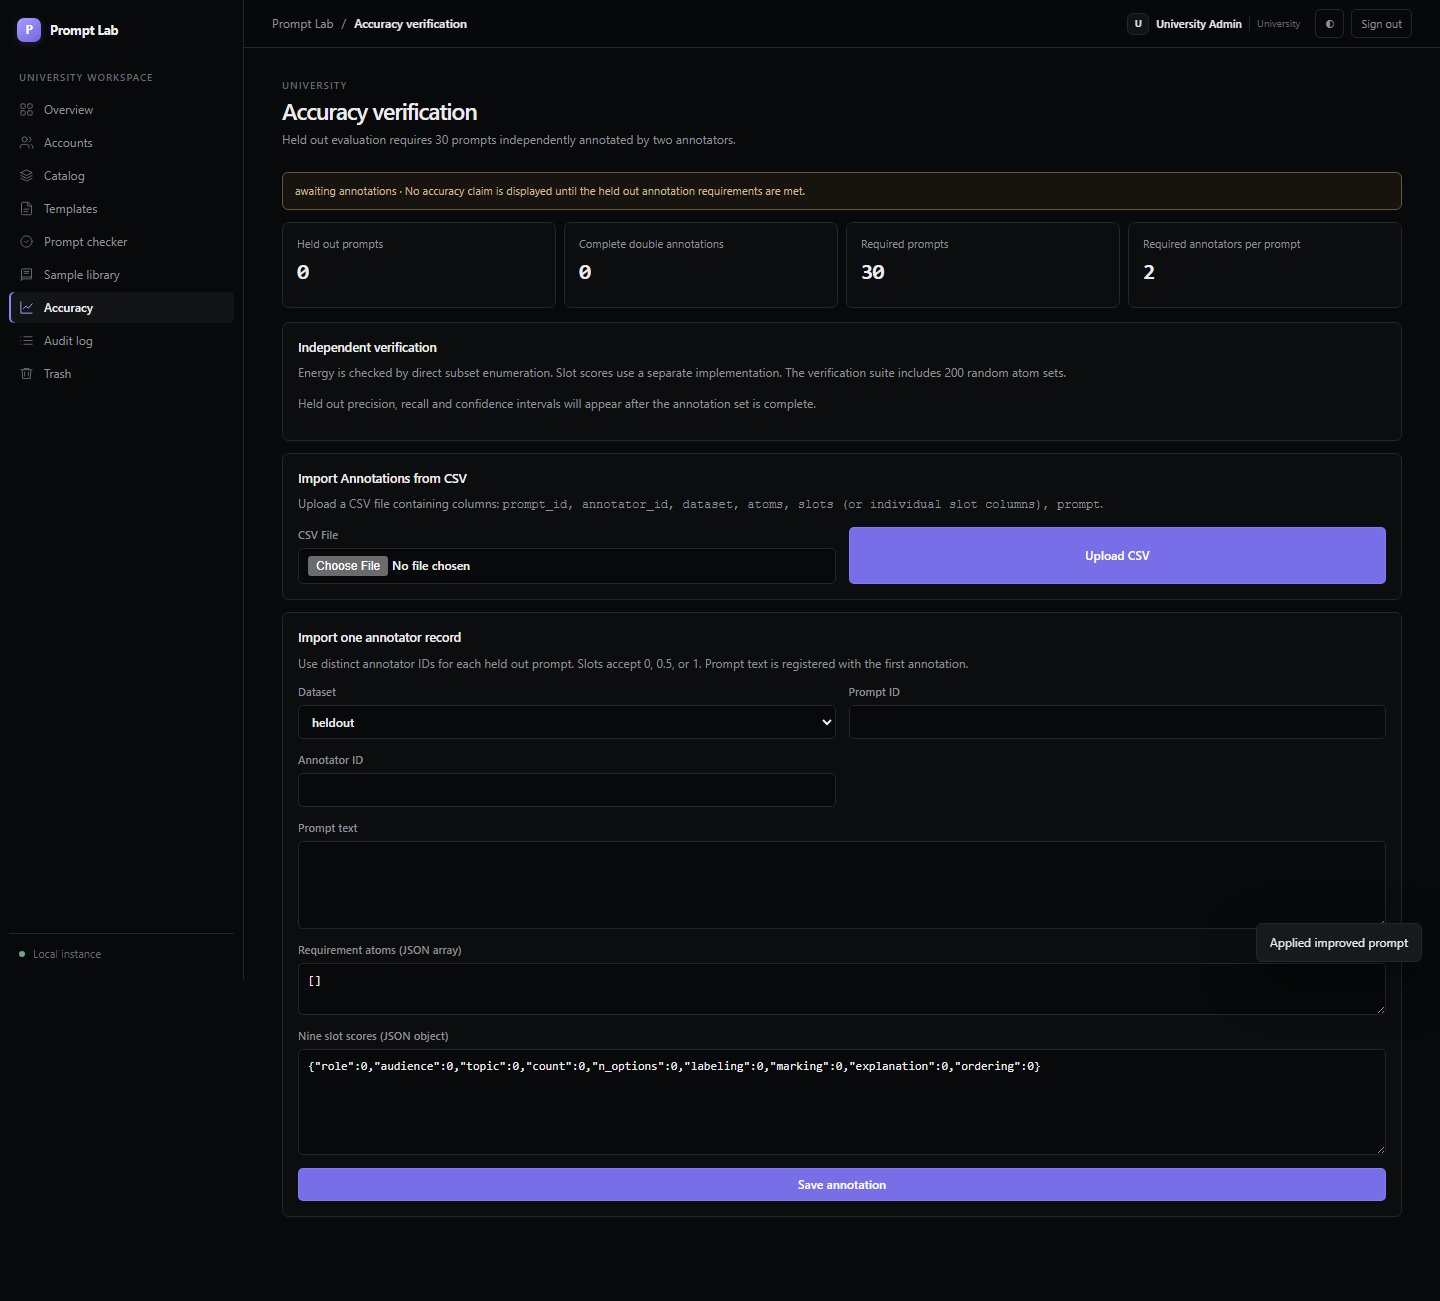 P Prompt Lab
Prompt Lab / Accuracy verification
U University Admin University
Sign out
UNIVERSITY WORKSPACE
Overview
Accounts
Catalog
Templates
Prompt checker
Sample library
Accuracy
Audit log
Trash
Local instance
UNIVERSITY
Accuracy verification
Held out evaluation requires 30 prompts independently annotated by two annotators.
awaiting annotations · No accuracy claim is displayed until the held out annotation requirements are met.
Held out prompts
0
Complete double annotations
0
Required prompts
30
Required annotators per prompt
2
Independent verification
Energy is checked by direct subset enumeration. Slot scores use a separate implementation. The verification suite includes 200 random atom sets.
Held out precision, recall and confidence intervals will appear after the annotation set is complete.
Import Annotations from CSV
Upload a CSV file containing columns: prompt_id, annotator_id, dataset, atoms, slots (or individual slot columns), prompt.
CSV File
Choose File No file chosen
Upload CSV
Import one annotator record
Use distinct annotator IDs for each held out prompt. Slots accept 0, 0.5, or 1. Prompt text is registered with the first annotation.
Dataset
heldout
Prompt ID
Annotator ID
Prompt text
Applied improved prompt
Requirement atoms (JSON array)
[]
Nine slot scores (JSON object)
{"role":0,"audience":0,"topic":0,"count":0,"n_options":0,"labeling":0,"marking":0,"explanation":0,"ordering":0}
Save annotation